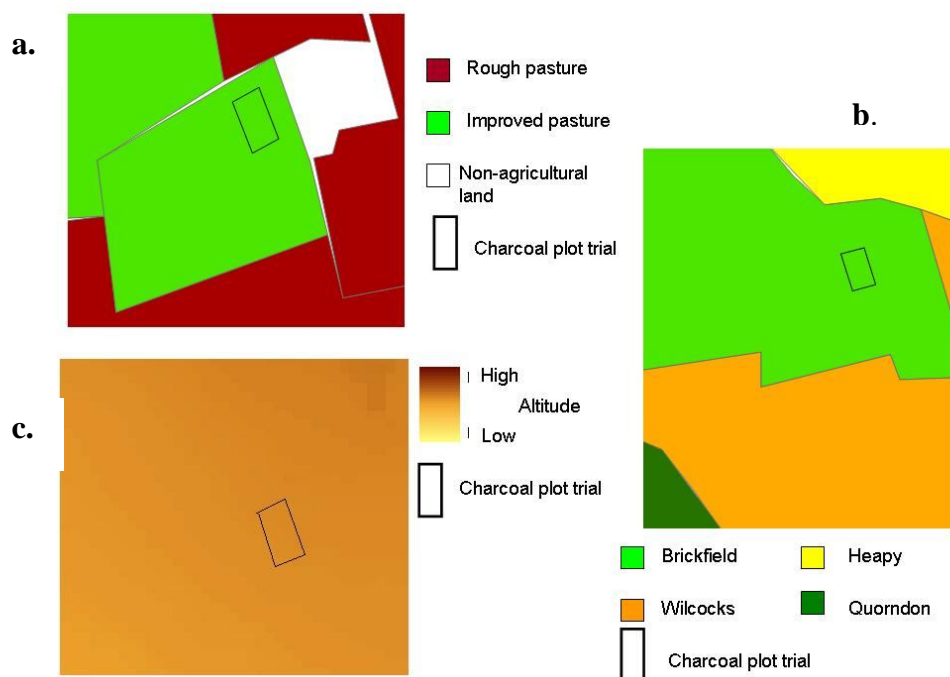 a.
Rough pasture
Improved pasture
Non-agricultural
land
Charcoal plot trial
b.
c.
High
Altitude
Low
Charcoal plot trial
Brickfield
Heapy
Wilcocks
Quorndon
Charcoal plot trial